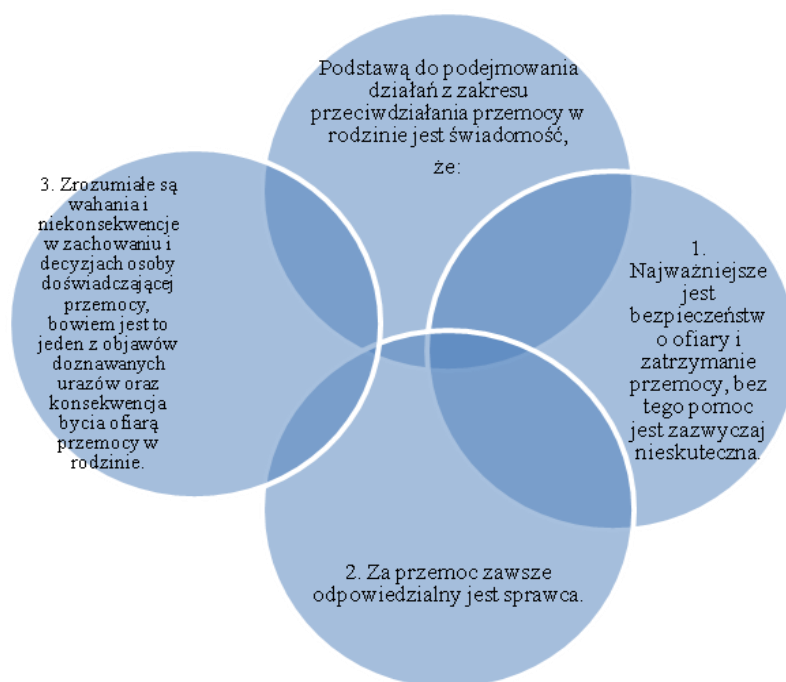 Podstawą do podejmowania
działań z zakresu
przeciwdziałania przemocy w
rodzinie jest świadomość,
że:
1.
Najważniejsze
jest
bezpieczeństw
o ofiary i
zatrzymanie
przemocy, bez
tego pomoc
jest zazwyczaj
nieskuteczna.
2. Za przemoc zawsze
odpowiedzialny jest sprawca.
3. Zrozumiałe są
wahania i
niekonsekwencje
w zachowaniu i
decyzjach osoby
doświadczającej
przemocy,
bowiem jest to
jeden z objawów
doznawanych
urazów oraz
konsekwencja
bycia ofiarą
przemocy w
rodzinie.